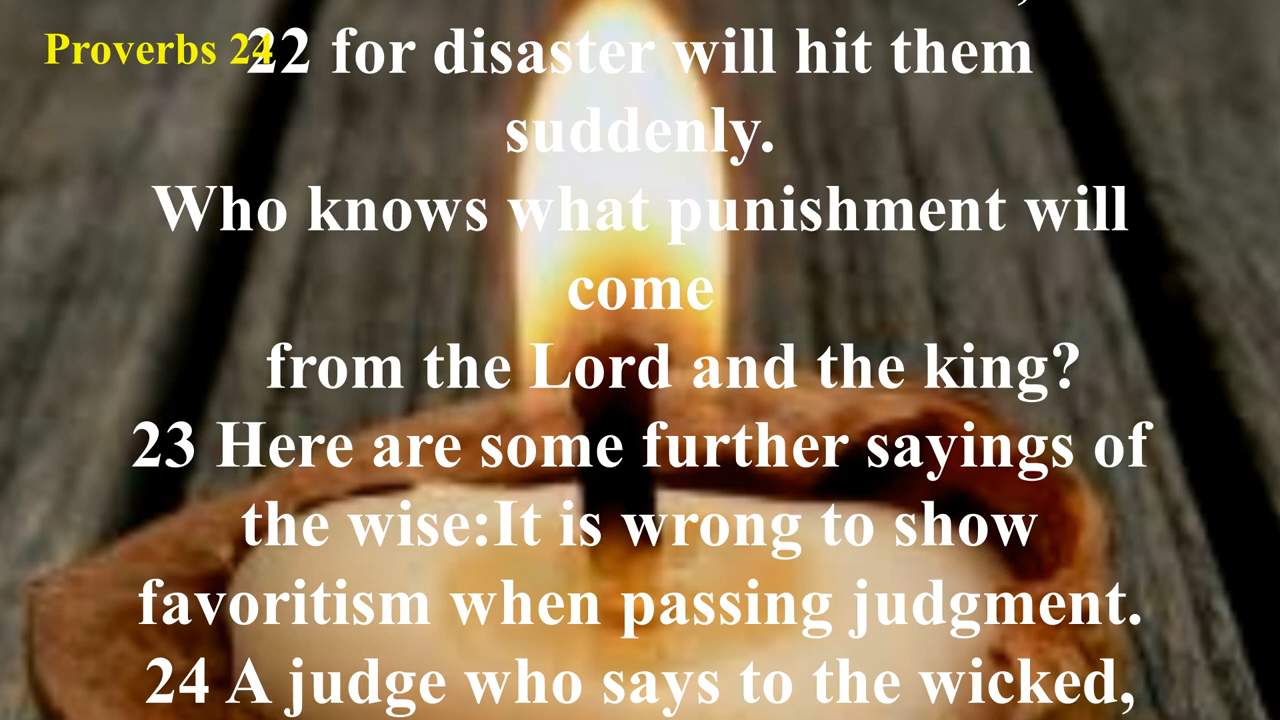 Proverbs 24
22 for disaster will hit them
suddenly.
Who knows what punishment will
come
from the Lord and the king?
23 Here are some further sayings of
the wise:It is wrong to show
favoritism when passing judgment.
24 A judge who says to the wicked,